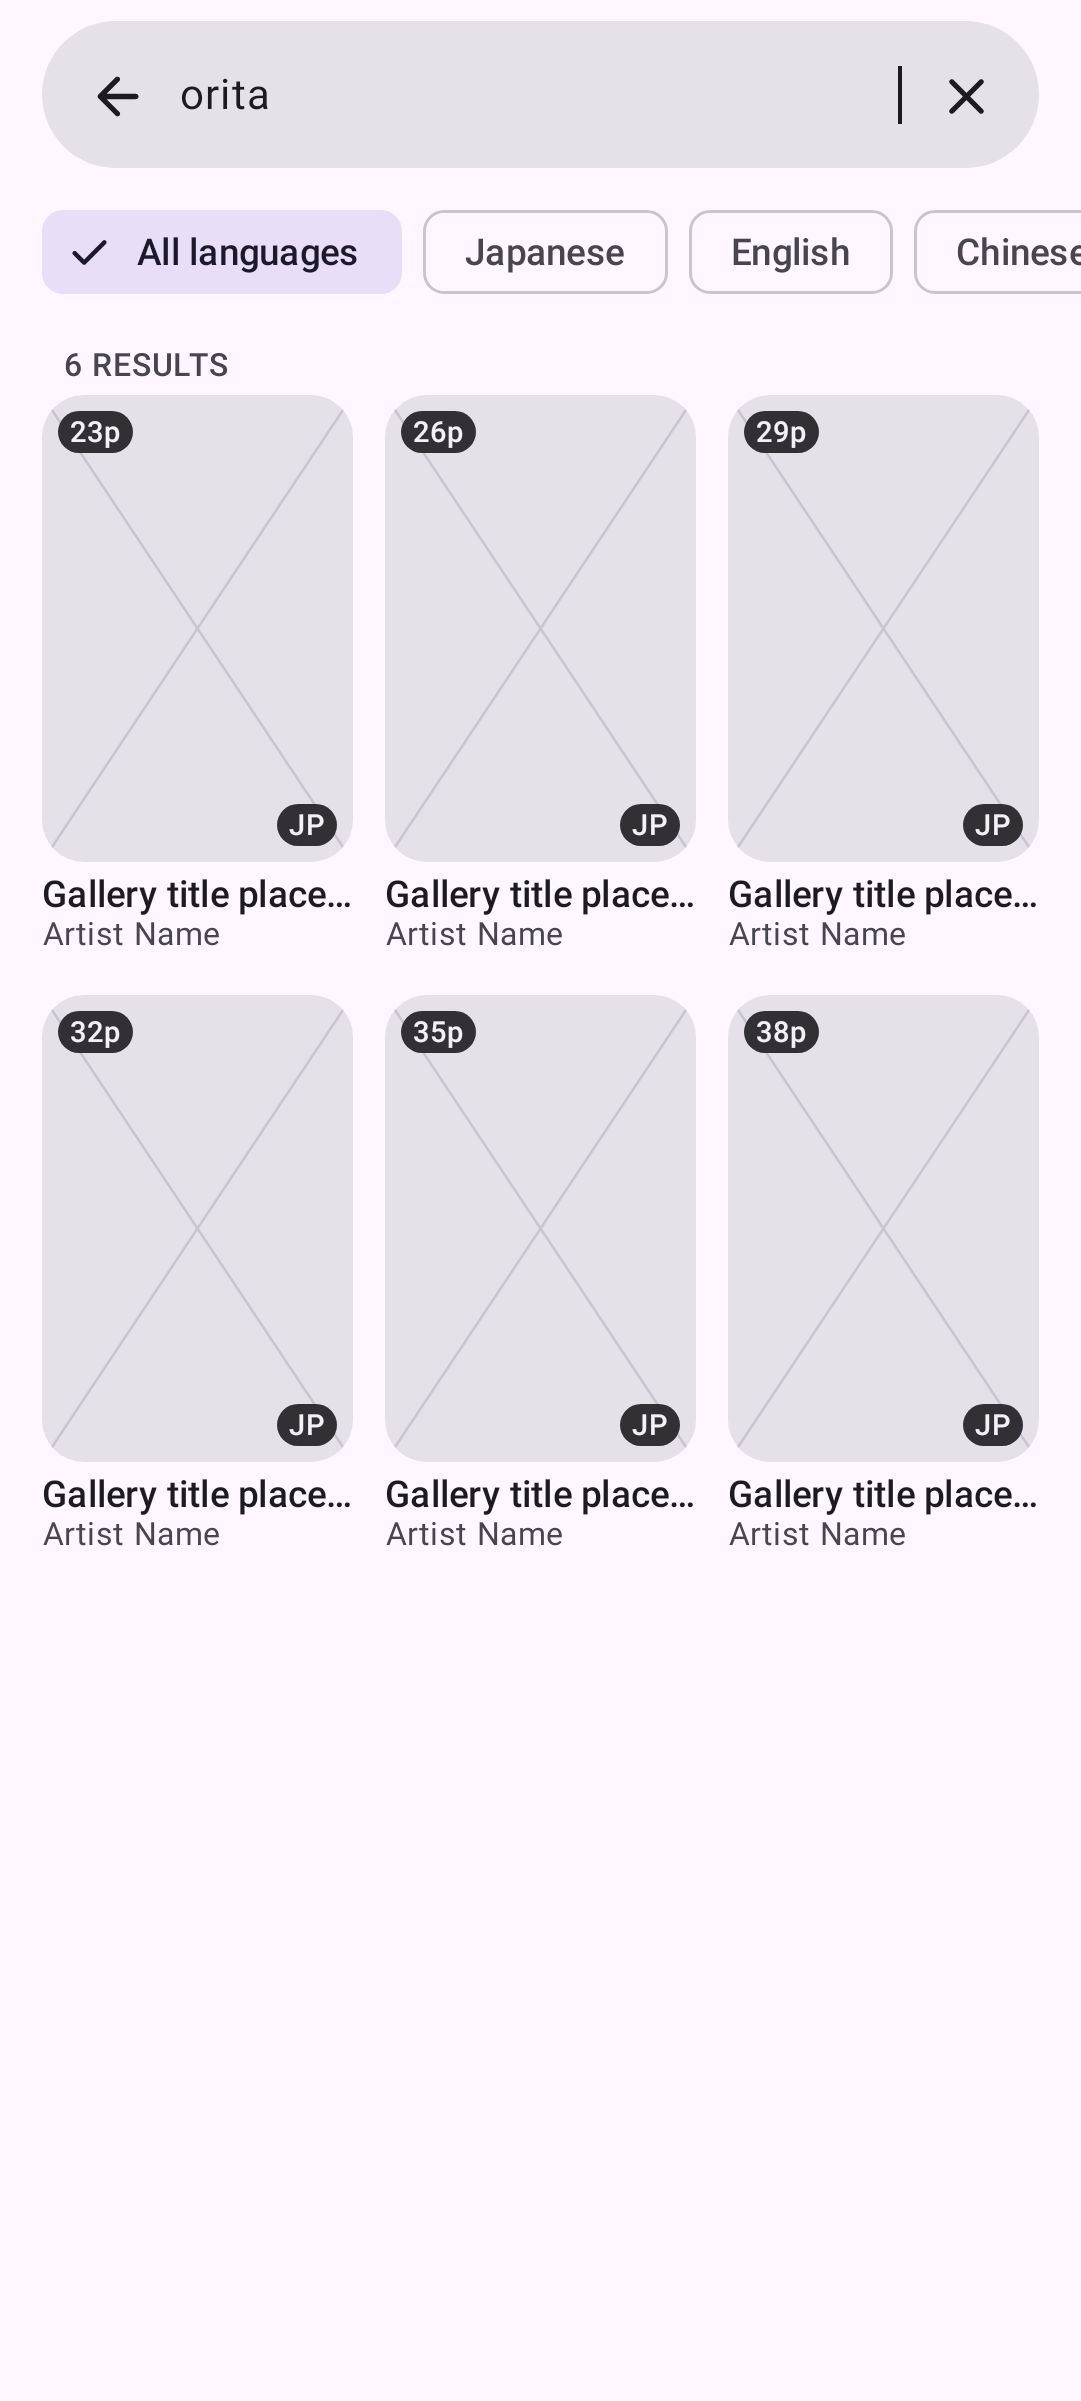 orita
All languages
Japanese
English
Chinese
6 RESULTS
23p
26p
29p
JP
JP
JP
Gallery title place…
Gallery title place…
Gallery title place…
Artist Name
Artist Name
Artist Name
32p
35p
38p
JP
JP
JP
Gallery title place…
Gallery title place…
Gallery title place…
Artist Name
Artist Name
Artist Name